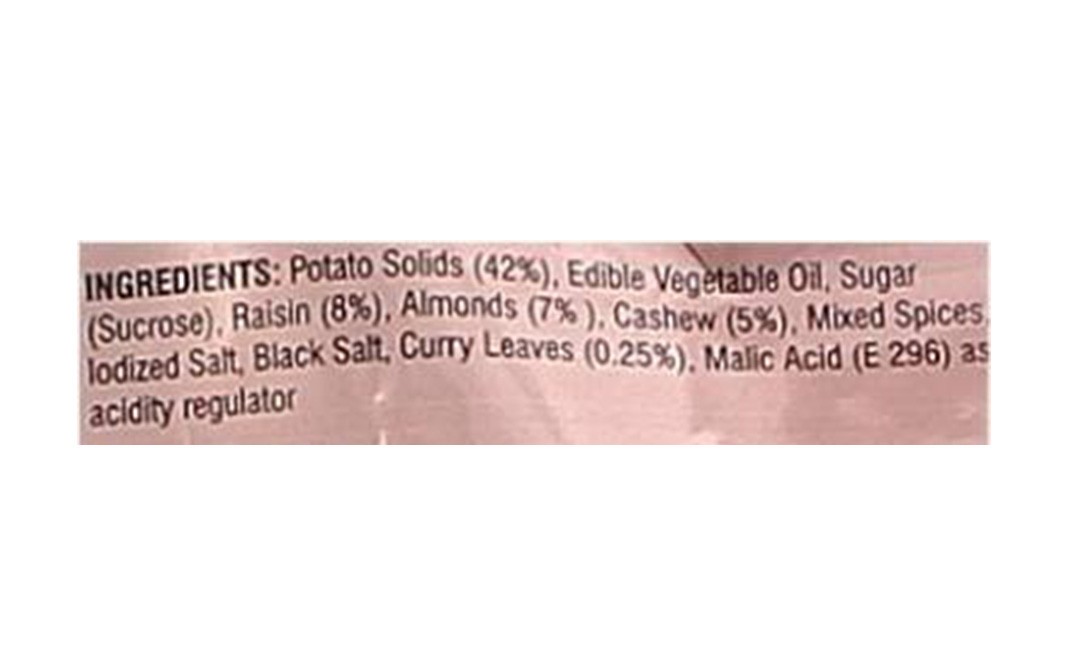 INGREDIENTS: Potato Solids (42%), Edible Vegetable Oil, Sugar
(Sucrose), Raisin (8%), Almonds (7% ), Cashew (5%), Mixed Spices,
Iodized Salt, Black Salt, Curry Leaves (0.25%), Malic Acid (E 296) as
acidity regulator